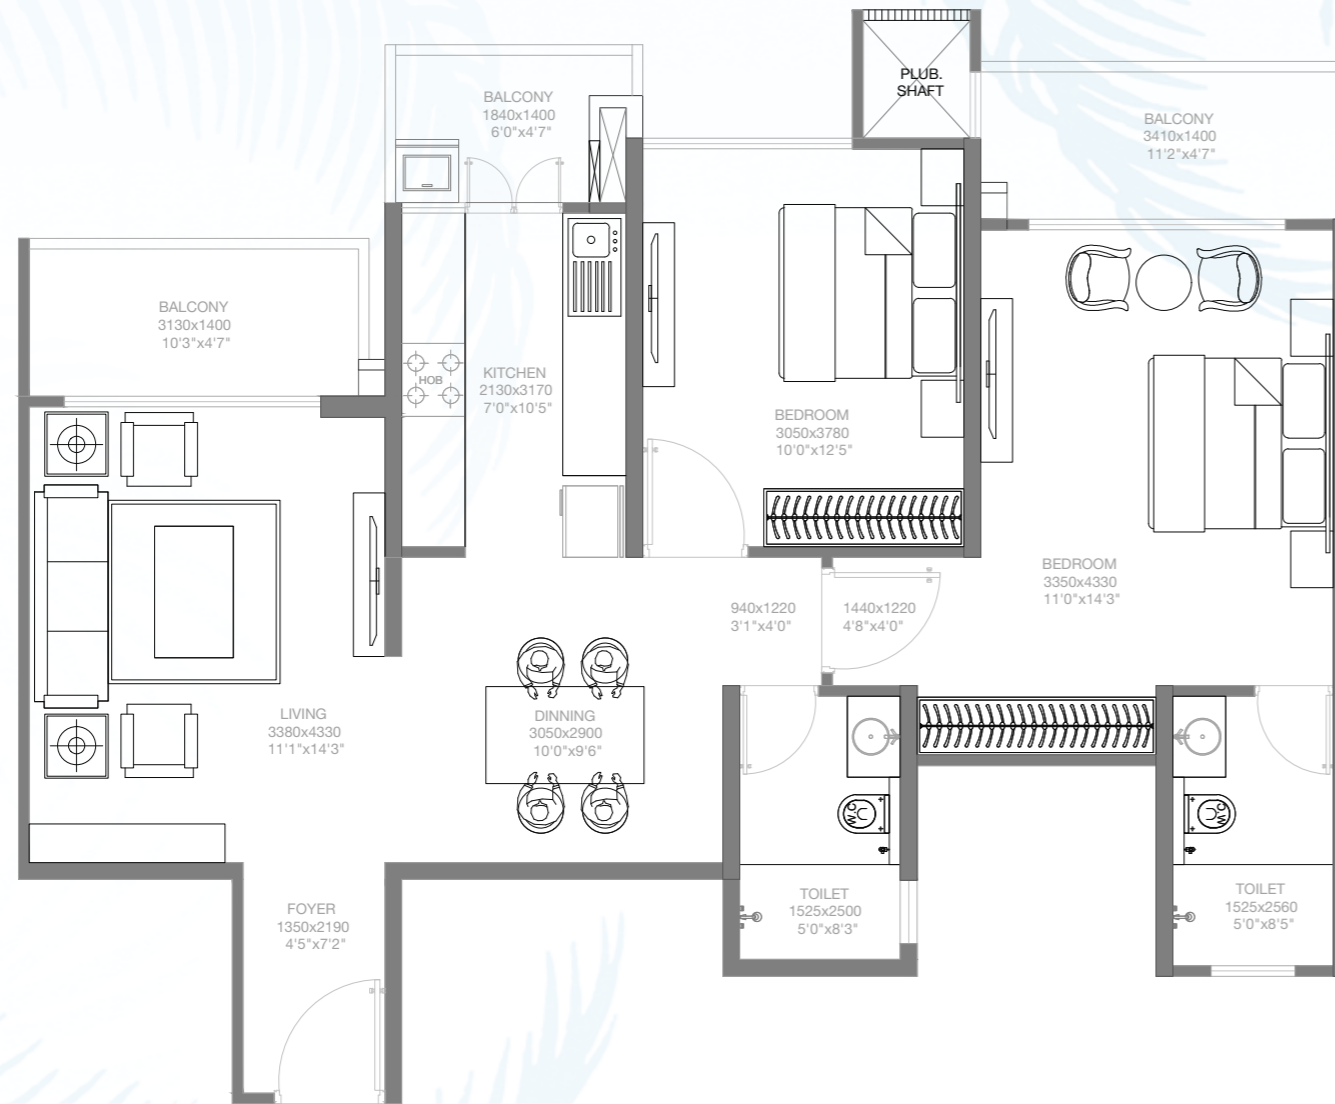 PLUB.
SHAFT
BALCONY
1840x1400
6'0"x4'7"
BALCONY
3410x1400
11'2"x4'7"
BALCONY
3130x1400
10'3"x4'7"
KITCHEN
2130x3170
7'0"x10'5"
HOB
BEDROOM
3050x3780
10'0"x12'5"
BEDROOM
3350x4330
11'0"x14'3"
940x1220
3'1"x4'0"
1440x1220
4'8"x4'0"
LIVING
3380x4330
11'1"x14'3"
DINNING
3050x2900
10'0"x9'6"
WC
WC
TOILET
1525x2500
5'0"x8'3"
TOILET
1525x2560
5'0"x8'5"
FOYER
1350x2190
4'5"x7'2"